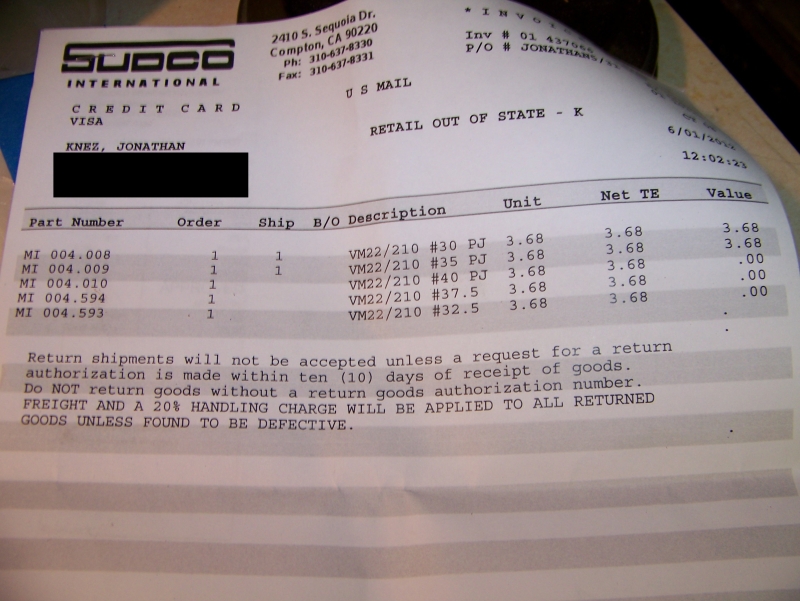 SUDCO
INTERNATIONAL
2410 S. Sequoia Dr.
Compton, CA 90220
Ph: 310-637-8330
Fax: 310-637-8331
* I N V O I
Inv # 01
P/O # JONATHANS/
CREDIT CARD
VISA
U S MAIL
RETAIL OUT OF STATE - K
6/01/2012
12:02:23
KNEZ, JONATHAN
Part Number Order Ship B/O Description Unit Net TE Value
MI 004.008 1 1 VM22/210 #30 PJ 3.68 3.68 3.68
MI 004.009 1 1 VM22/210 #35 PJ 3.68 3.68 3.68
MI 004.010 1 VM22/210 #40 PJ 3.68 3.68 .00
MI 004.594 1 VM22/210 #37.5 3.68 3.68 .00
MI 004.593 1 VM22/210 #32.5 3.68 3.68 .00
Return shipments will not be accepted unless a request for a return
authorization is made within ten (10) days of receipt of goods.
Do NOT return goods without a return goods authorization number.
FREIGHT AND A 20% HANDLING CHARGE WILL BE APPLIED TO ALL RETURNED
GOODS UNLESS FOUND TO BE DEFECTIVE.